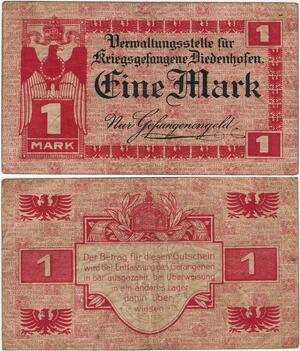 1
Verwaltungsstelle für
Kriegsgefangene Diedenhofen.
Eine Mark
1
MARK
Nur Gefangenengeld.
1
Der Betrag für diesen Gutschein
wird bei Entlassung des Gefangenen
in bar ausgezahlt, bei Überweisung
in ein anderes Lager
dahin über-
wiesen
1
1